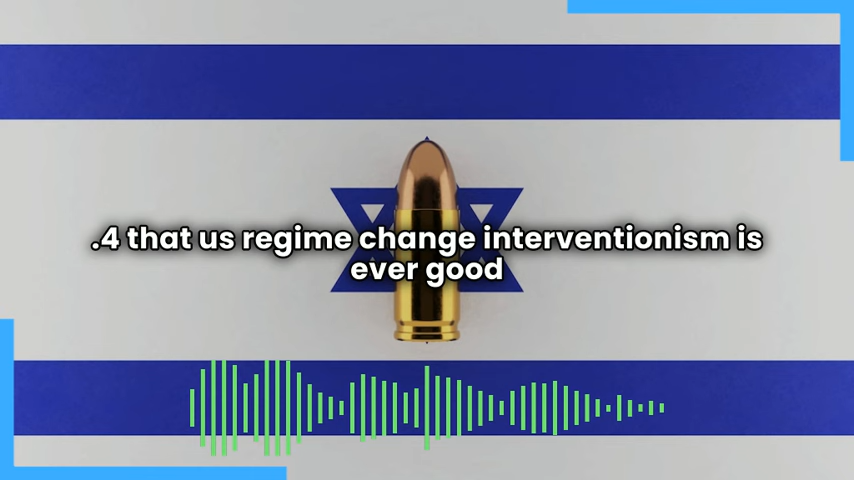 .4 that us regime change interventionism is
ever good